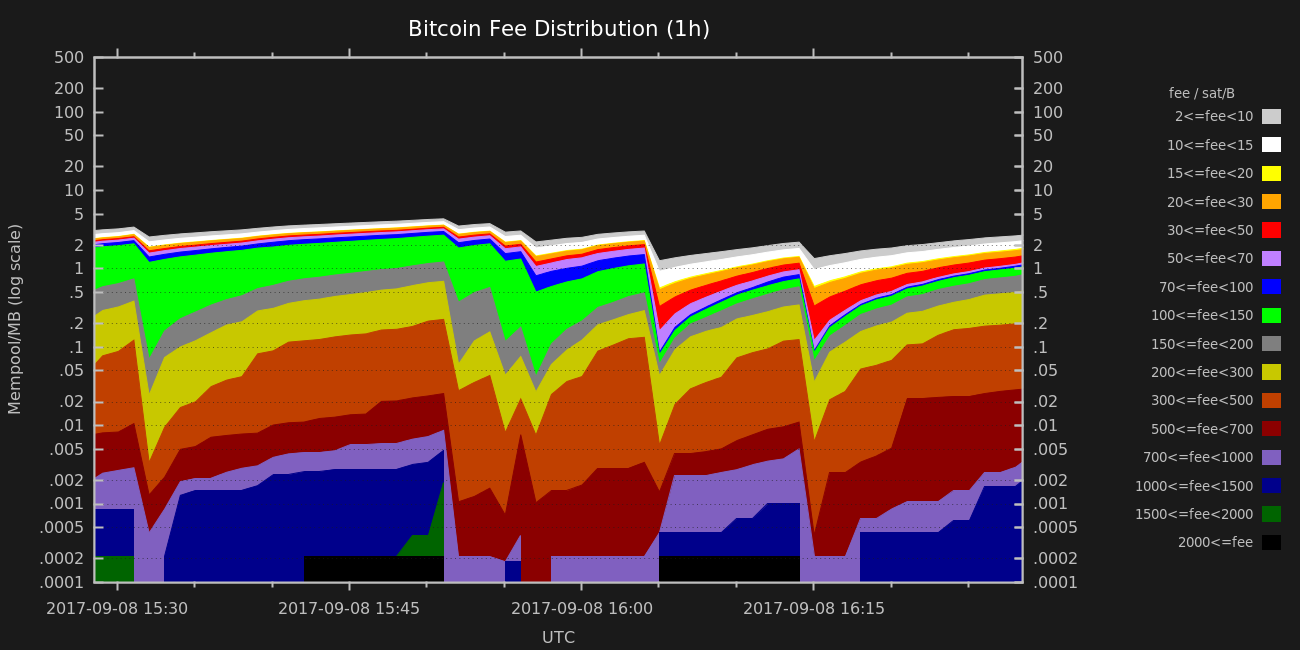 Bitcoin Fee Distribution (1h)
500
200
100
50
20
10
5
2
1
.5
.2
.1
.05
.02
.01
.005
.002
.001
.0005
.0002
.0001
Mempool/MB (log scale)
500
200
100
50
20
10
5
2
1
.5
.2
.1
.05
.02
.01
.005
.002
.001
.0005
.0002
.0001
2017-09-08 15:30
2017-09-08 15:45
2017-09-08 16:00
2017-09-08 16:15
UTC
fee / sat/B
2<=fee<10
10<=fee<15
15<=fee<20
20<=fee<30
30<=fee<50
50<=fee<70
70<=fee<100
100<=fee<150
150<=fee<200
200<=fee<300
300<=fee<500
500<=fee<700
700<=fee<1000
1000<=fee<1500
1500<=fee<2000
2000<=fee